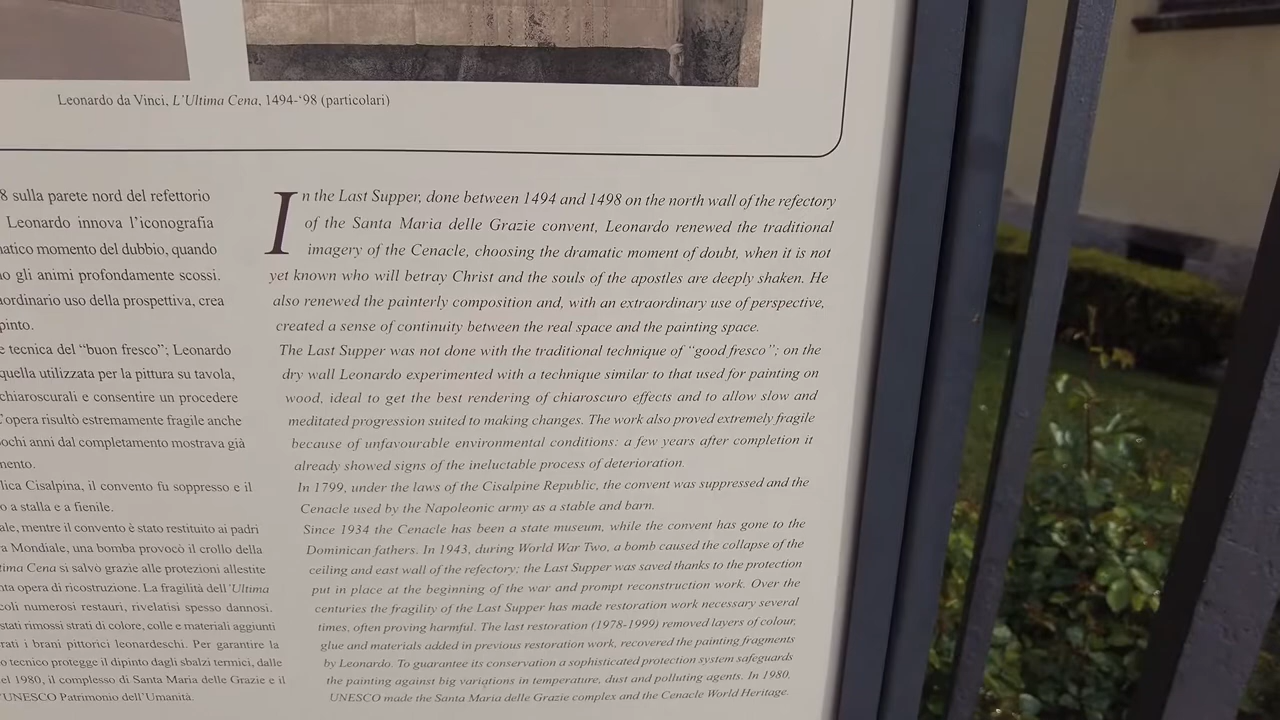 Leonardo da Vinci, L'Ultima Cena, 1494-'98 (particolari)
8 sulla parete nord del refettorio
Leonardo innova l'iconografia
matico momento del dubbio, quando
gli animi profondamente scossi.
aordinario uso della prospettiva, crea
pinto.
e tecnica del "buon fresco"; Leonardo
quella utilizzata per la pittura su tavola,
chiaroscurali e consentire un procedere
L'opera risultò estremamente fragile anche
pochi anni dal completamento mostrava già
mento.
lica Cisalpina, il convento fu soppresso e il
o a stalla e a fienile.
ale, mentre il convento è stato restituito ai padri
a Mondiale, una bomba provocò il crollo della
tima Cena si salvò grazie alle protezioni allestite
nta opera di ricostruzione. La fragilità dell'Ultima
coli numerosi restauri, rivelatisi spesso dannosi.
stati rimossi strati di colore, colle e materiali aggiunti
rati i brani pittorici leonardeschi. Per garantire la
o tecnico protegge il dipinto dagli sbalzi termici, dalle
el 1980, il complesso di Santa Maria delle Grazie e il
'UNESCO Patrimonio dell'Umanità.
In the Last Supper, done between 1494 and 1498 on the north wall of the refectory
of the Santa Maria delle Grazie convent, Leonardo renewed the traditional
imagery of the Cenacle, choosing the dramatic moment of doubt, when it is not
yet known who will betray Christ and the souls of the apostles are deeply shaken. He
also renewed the painterly composition and, with an extraordinary use of perspective,
created a sense of continuity between the real space and the painting space.
The Last Supper was not done with the traditional technique of "good fresco"; on the
dry wall Leonardo experimented with a technique similar to that used for painting on
wood, ideal to get the best rendering of chiaroscuro effects and to allow slow and
meditated progression suited to making changes. The work also proved extremely fragile
because of unfavourable environmental conditions: a few years after completion it
already showed signs of the ineluctable process of deterioration.
In 1799, under the laws of the Cisalpine Republic, the convent was suppressed and the
Cenacle used by the Napoleonic army as a stable and barn.
Since 1934 the Cenacle has been a state museum, while the convent has gone to the
Dominican fathers. In 1943, during World War Two, a bomb caused the collapse of the
ceiling and east wall of the refectory; the Last Supper was saved thanks to the protection
put in place at the beginning of the war and prompt reconstruction work. Over the
centuries the fragility of the Last Supper has made restoration work necessary several
times, often proving harmful. The last restoration (1978-1999) removed layers of colour,
glue and materials added in previous restoration work, recovered the painting fragments
by Leonardo. To guarantee its conservation a sophisticated protection system safeguards
the painting against big variations in temperature, dust and polluting agents. In 1980,
UNESCO made the Santa Maria delle Grazie complex and the Cenacle World Heritage.